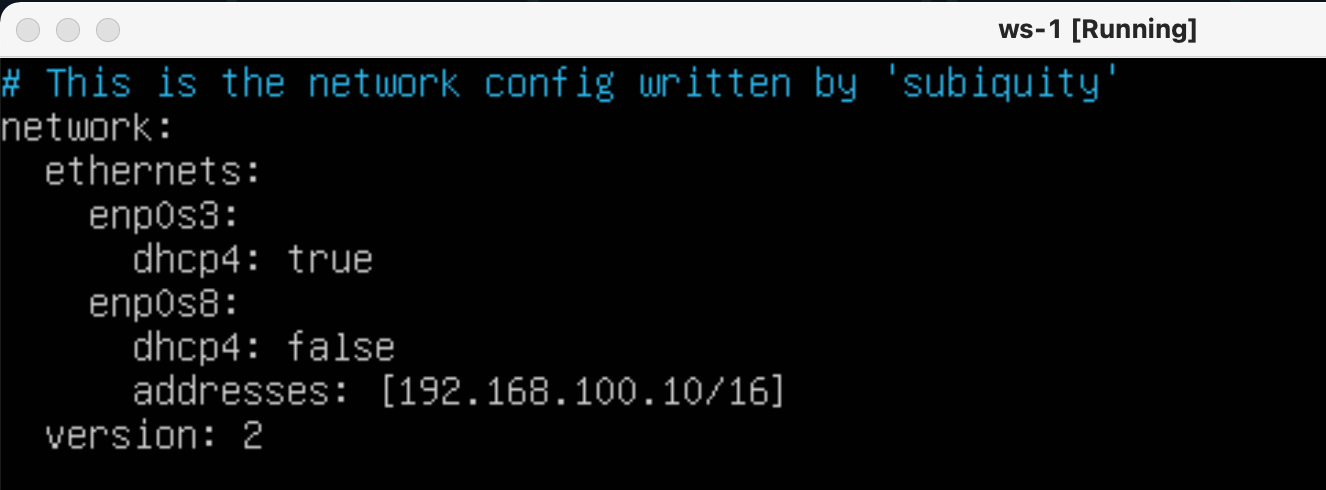 ws-1 [Running]
# This is the network config written by 'subiquity'
network:
  ethernets:
    enp0s3:
      dhcp4: true
    enp0s8:
      dhcp4: false
      addresses: [192.168.100.10/16]
  version: 2